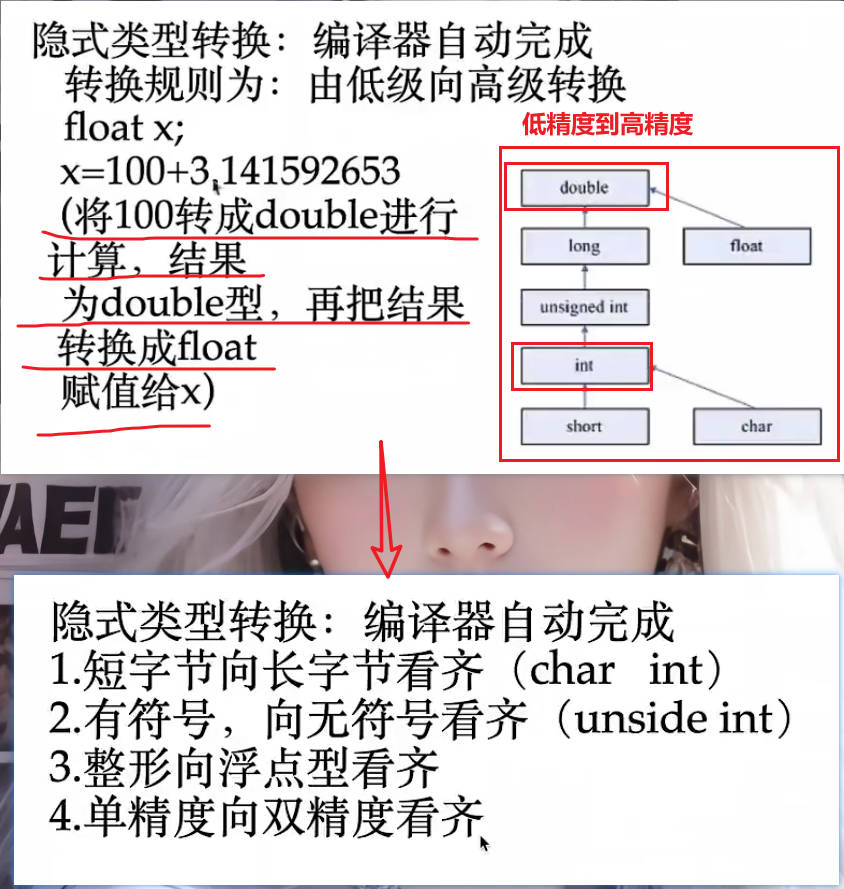 隐式类型转换：编译器自动完成
转换规则为：由低级向高级转换
float x;
x=100+3.141592653
(将100转成double进行
计算，结果
为double型，再把结果
转换成float
赋值给x)
低精度到高精度
double
long
float
unsigned int
int
short
char
隐式类型转换：编译器自动完成
1.短字节向长字节看齐（char int）
2.有符号，向无符号看齐（unside int）
3.整形向浮点型看齐
4.单精度向双精度看齐